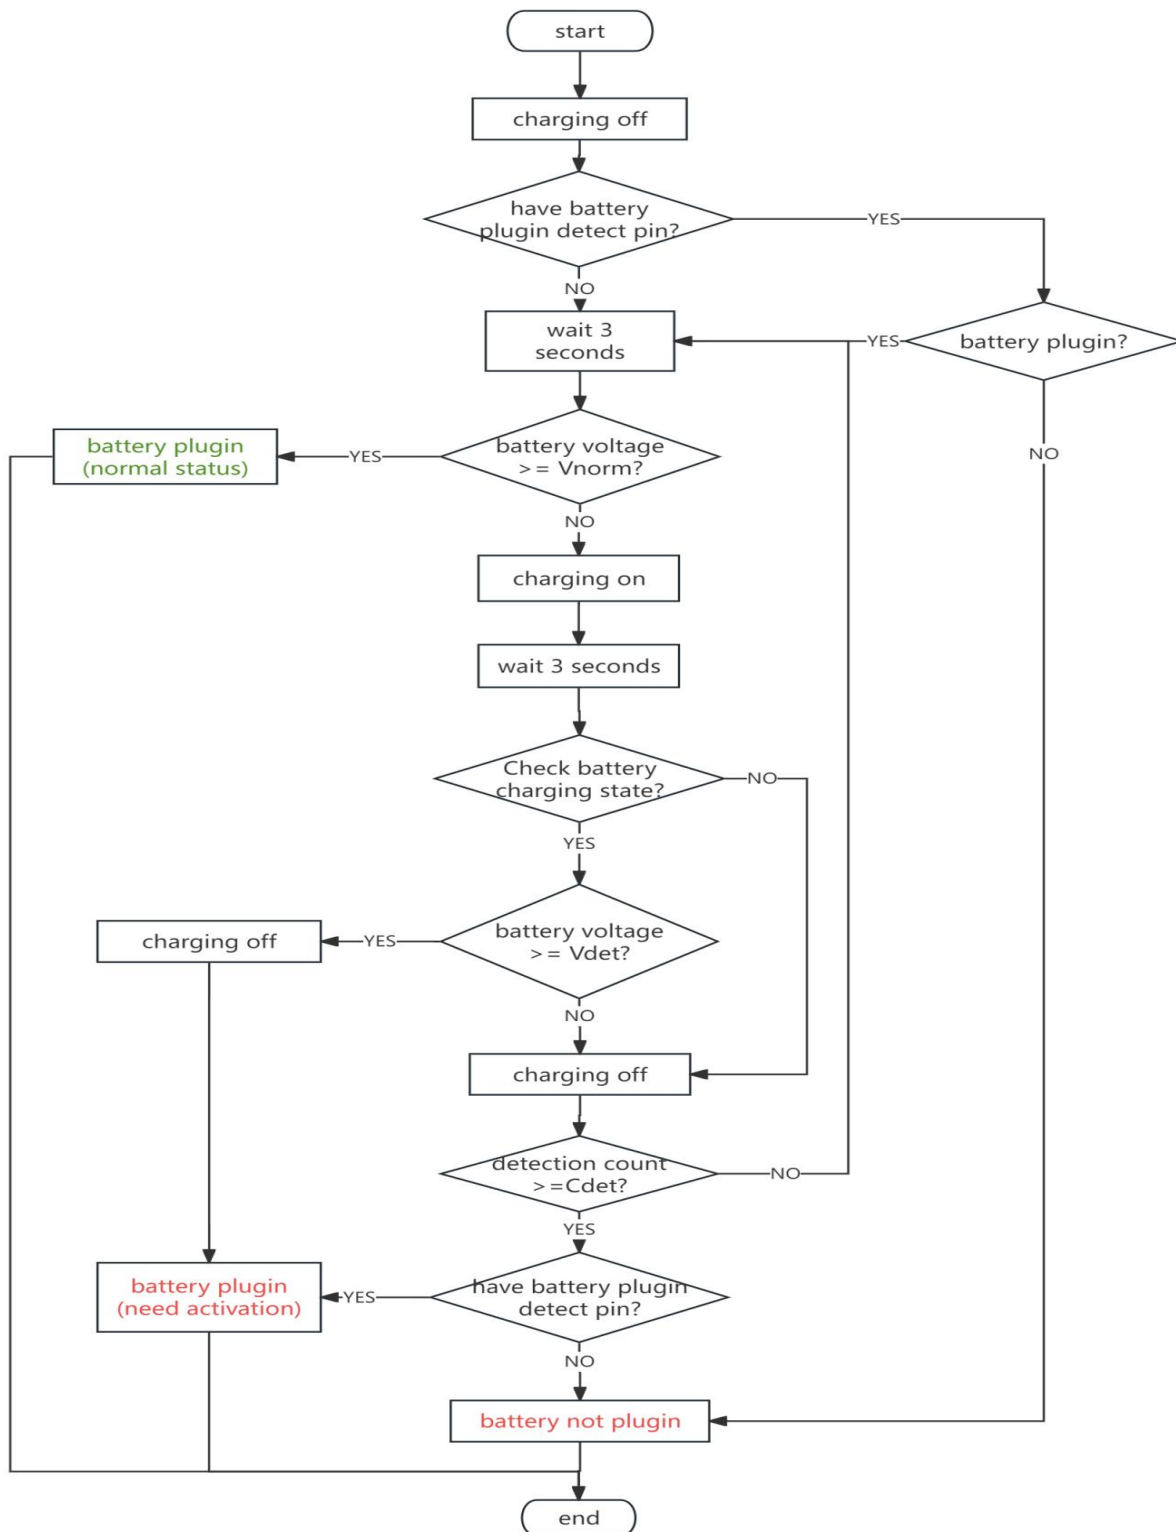 start
charging off
have battery
plugin detect pin?
YES
NO
wait 3
seconds
YES
battery plugin?
battery plugin
(normal status)
YES
battery voltage
>= Vnorm?
NO
NO
charging on
wait 3 seconds
Check battery
charging state?
NO
YES
charging off
YES
battery voltage
>= Vdet?
NO
charging off
detection count
>=Cdet?
NO
YES
battery plugin
(need activation)
YES
have battery plugin
detect pin?
NO
battery not plugin
end